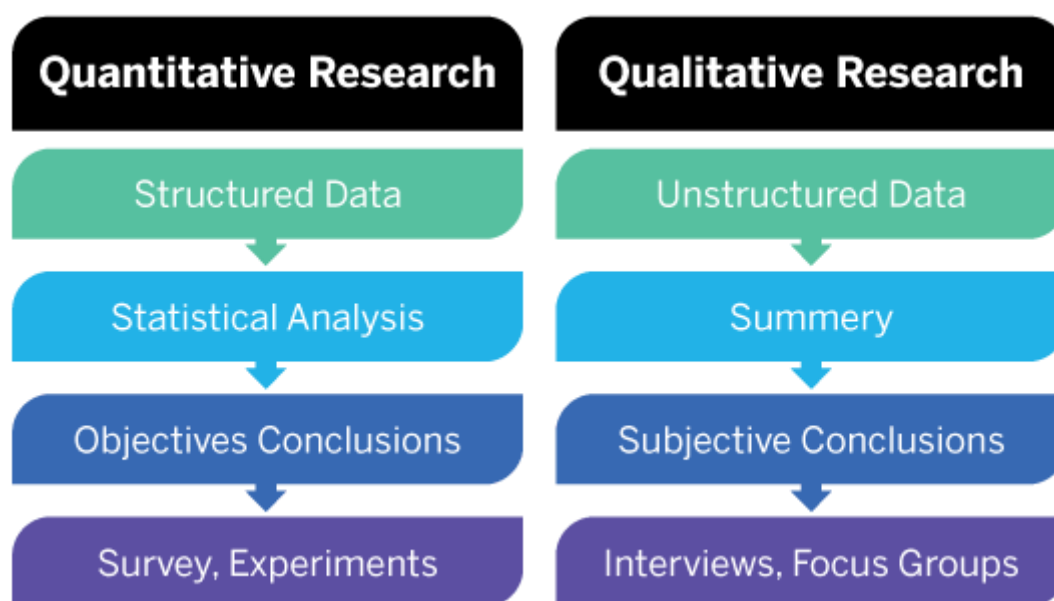 Quantitative Research
Structured Data
Statistical Analysis
Objectives Conclusions
Survey, Experiments
Qualitative Research
Unstructured Data
Summery
Subjective Conclusions
Interviews, Focus Groups